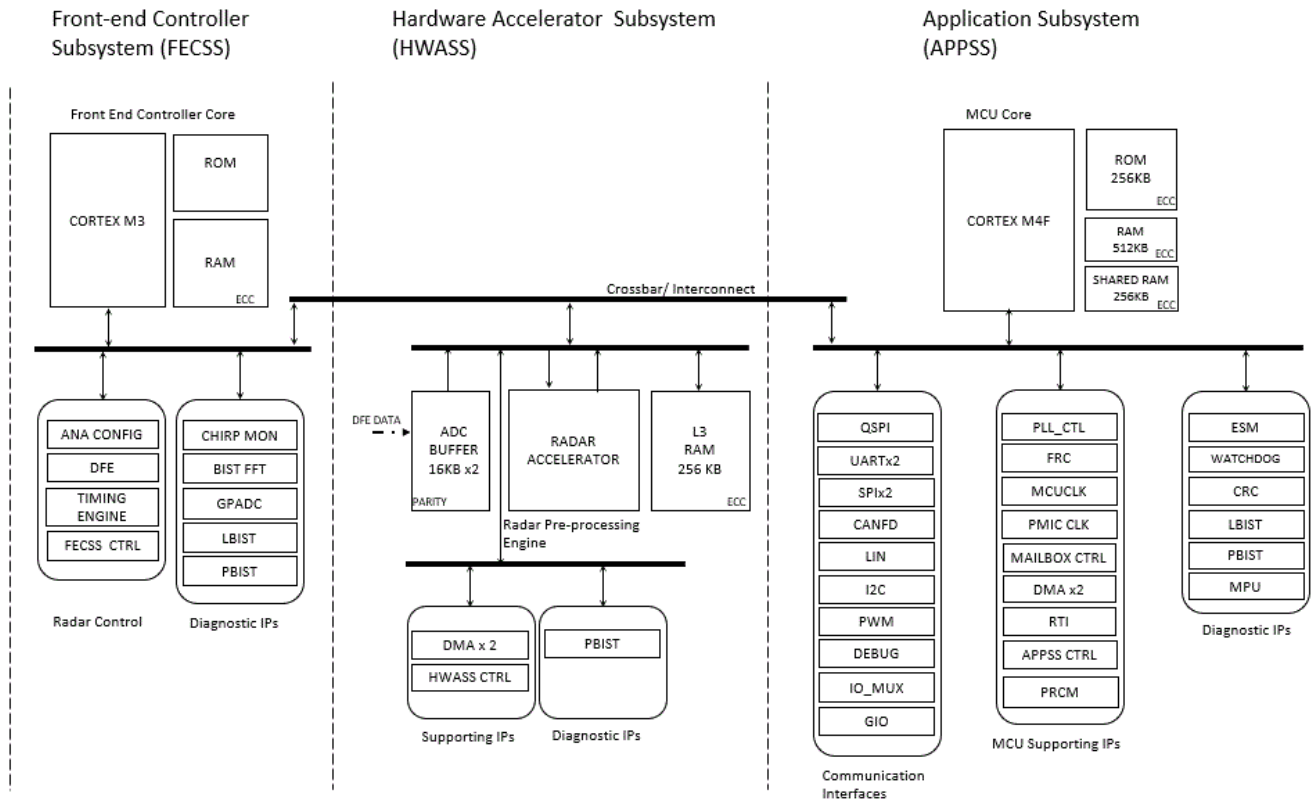 Front-end Controller
Subsystem (FECSS)
Hardware Accelerator Subsystem
(HWASS)
Application Subsystem
(APPSS)
Front End Controller Core
CORTEX M3
ROM
RAM
ECC
MCU Core
CORTEX M4F
ROM
256KB
ECC
RAM
512KB
ECC
SHARED RAM
256KB
ECC
Crossbar/ Interconnect
ANA CONFIG
DFE
TIMING
ENGINE
FECSS CTRL
Radar Control
CHIRP MON
BIST FFT
GPADC
LBIST
PBIST
Diagnostic IPs
DFE DATA
ADC
BUFFER
16KB x2
PARITY
RADAR
ACCELERATOR
L3
RAM
256 KB
ECC
Radar Pre-processing
Engine
DMA x 2
HWASS CTRL
Supporting IPs
PBIST
Diagnostic IPs
QSPI
UARTx2
SPIx2
CANFD
LIN
I2C
PWM
DEBUG
IO_MUX
GIO
Communication
Interfaces
PLL_CTL
FRC
MCUCLK
PMIC CLK
MAILBOX CTRL
DMA x2
RTI
APPSS CTRL
PRCM
MCU Supporting IPs
ESM
WATCHDOG
CRC
LBIST
PBIST
MPU
Diagnostic IPs